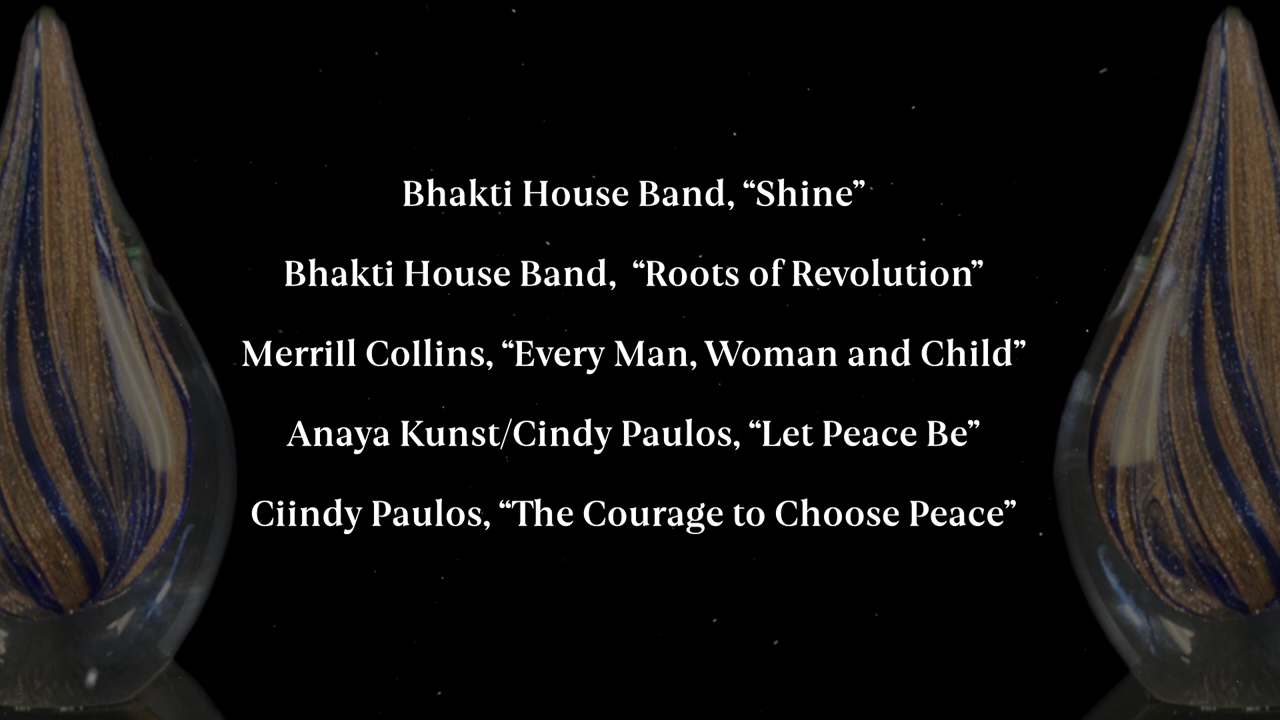 Bhakti House Band, “Shine”
Bhakti House Band,  “Roots of Revolution”
Merrill Collins, “Every Man, Woman and Child”
Anaya Kunst/Cindy Paulos, “Let Peace Be”
Ciindy Paulos, “The Courage to Choose Peace”